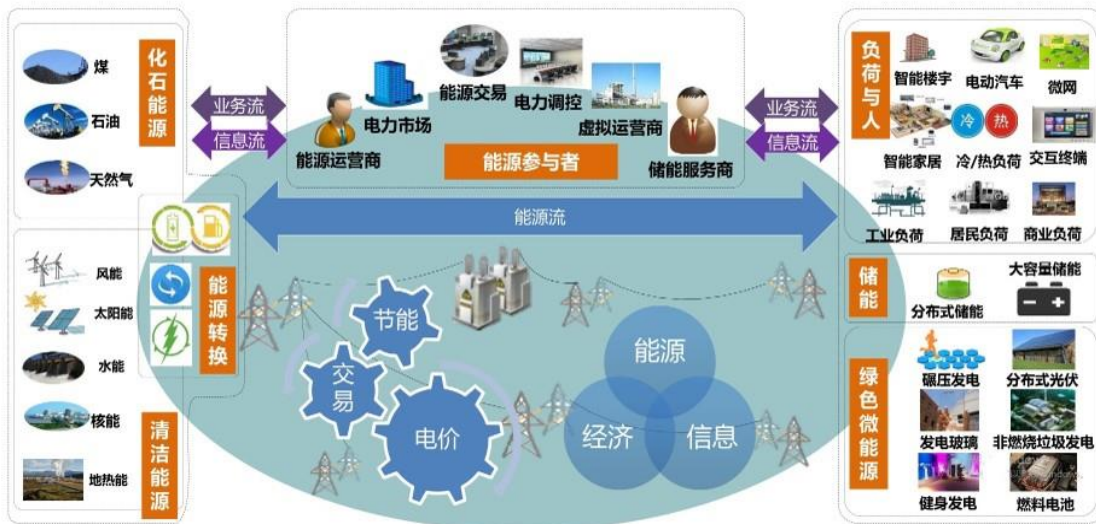 化石能源
煤
石油
天然气
业务流
信息流
能源交易
电力调控
电力市场
虚拟运营商
能源运营商
能源参与者
储能服务商
业务流
信息流
负荷与人
智能楼宇
电动汽车
微网
冷
热
智能家居
冷/热负荷
交互终端
工业负荷
居民负荷
商业负荷
能源流
风能
太阳能
水能
核能
地热能
能源转换
清洁能源
节能
交易
电价
能源
经济
信息
储能
分布式储能
大容量储能
绿色微能源
碾压发电
分布式光伏
发电玻璃
非燃烧垃圾发电
健身发电
燃料电池